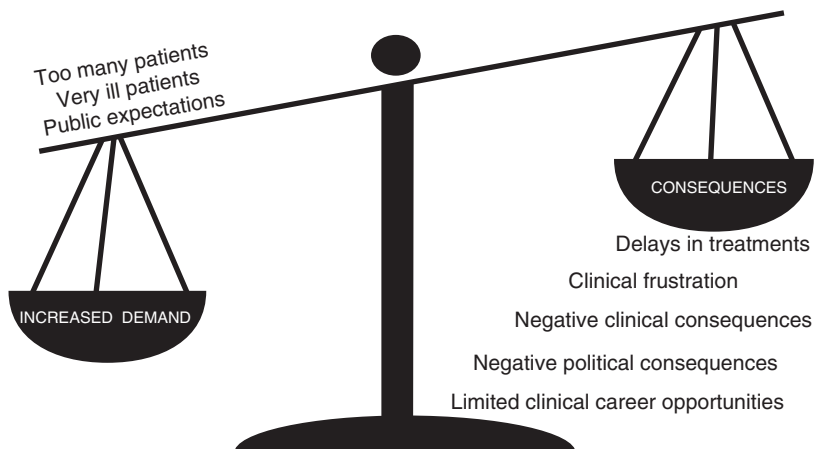 Too many patients
Very ill patients
Public expectations
INCREASED DEMAND
CONSEQUENCES
Delays in treatments
Clinical frustration
Negative clinical consequences
Negative political consequences
Limited clinical career opportunities